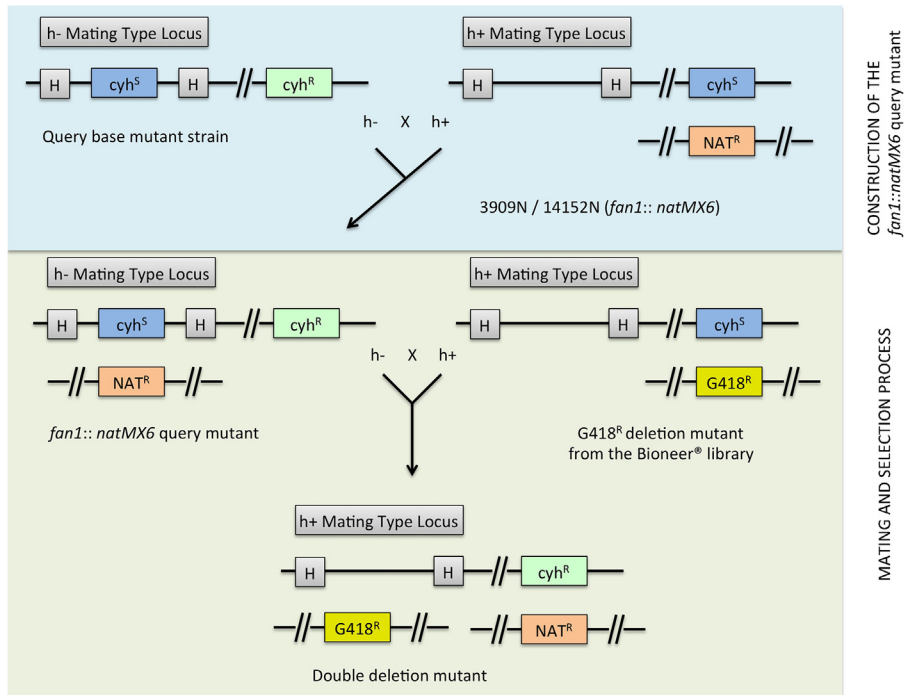 h- Mating Type Locus
h+ Mating Type Locus
H
cyhS
H
cyhR
H
H
cyhS
Query base mutant strain
h- X h+
NATR
3909N / 14152N (fan1:: natMX6)
CONSTRUCTION OF THE
fan1::natMX6 query mutant
h- Mating Type Locus
h+ Mating Type Locus
H
cyhS
H
cyhR
H
H
cyhS
h- X h+
NATR
G418R
fan1:: natMX6 query mutant
G418R deletion mutant
from the Bioneer® library
MATING AND SELECTION PROCESS
h+ Mating Type Locus
H
H
cyhR
G418R
NATR
Double deletion mutant